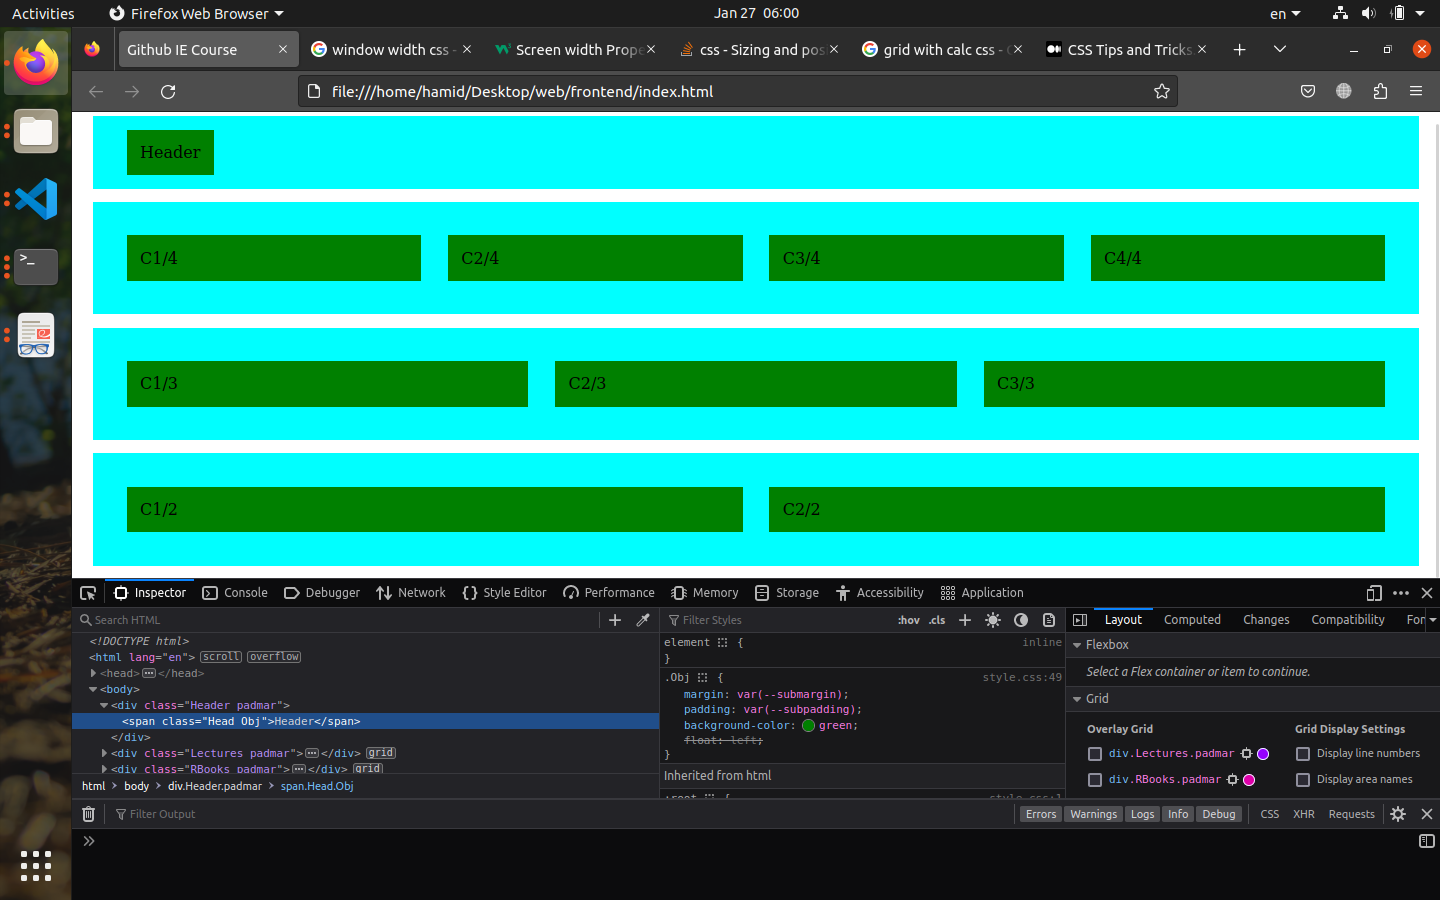 Activities
Firefox Web Browser
Jan 27 06:00
en
Github IE Course
window width css -
Screen width Prope
css - Sizing and pos
grid with calc css - G
CSS Tips and Tricks.
file:///home/hamid/Desktop/web/frontend/index.html
Header
C1/4 C2/4 C3/4 C4/4
C1/3 C2/3 C3/3
C1/2 C2/2
Inspector Console Debugger Network Style Editor Performance Memory Storage Accessibility Application
Search HTML
<!DOCTYPE html>
<html lang="en"> scroll overflow
<head>⋯</head>
<body>
<div class="Header padmar">
<span class="Head Obj">Header</span>
</div>
<div class="Lectures padmar">⋯</div> grid
<div class="RBooks padmar">⋯</div> grid
html > body > div.Header.padmar > span.Head.Obj
Filter Styles
:hov .cls
element { inline
}
.Obj { style.css:49
margin: var(--submargin);
padding: var(--subpadding);
background-color: green;
float: left;
}
Inherited from html
:root { style.css:1
Layout Computed Changes Compatibility For
Flexbox
Select a Flex container or item to continue.
Grid
Overlay Grid Grid Display Settings
div.Lectures.padmar Display line numbers
div.RBooks.padmar Display area names
Filter Output
Errors Warnings Logs Info Debug CSS XHR Requests